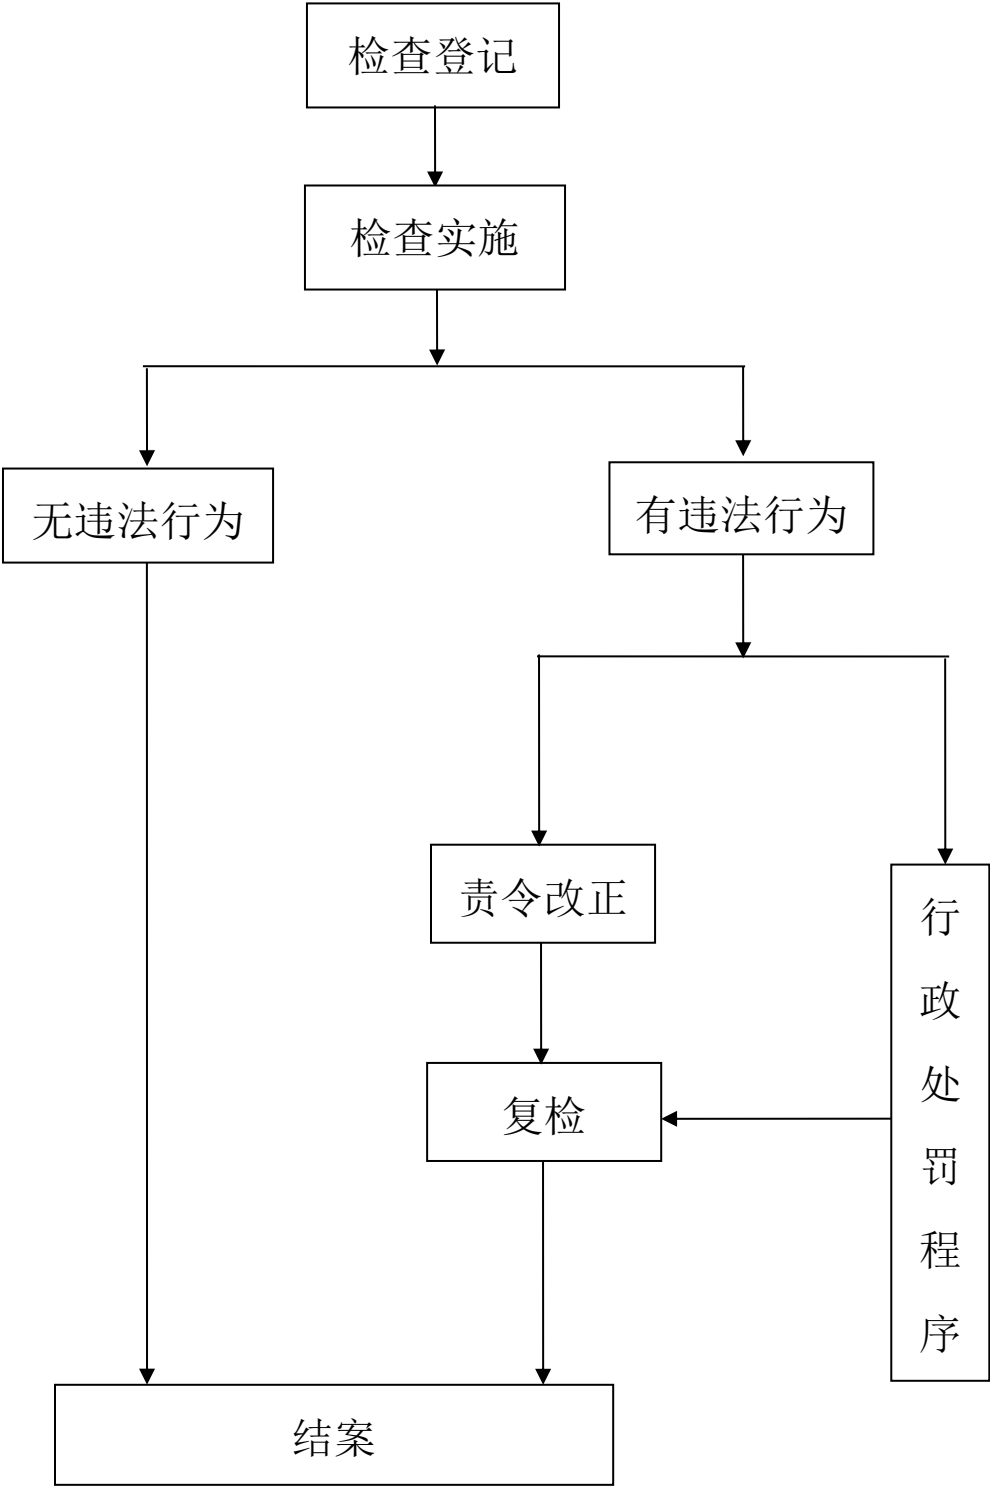 检查登记
检查实施
无违法行为
有违法行为
责令改正
行政处罚程序
复检
结案